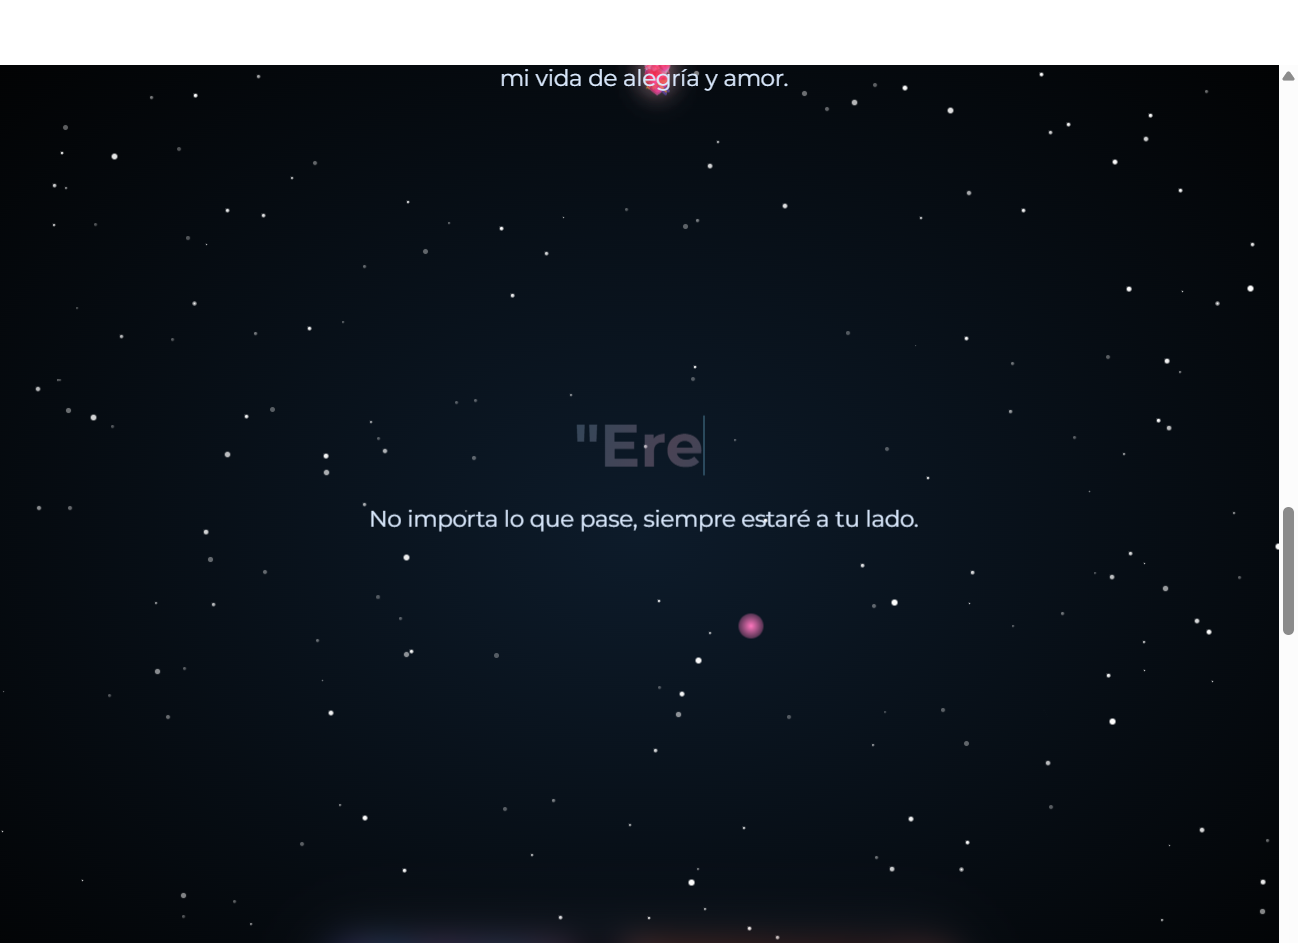 mi vida de alegría y amor.
"Ere
No importa lo que pase, siempre estaré a tu lado.